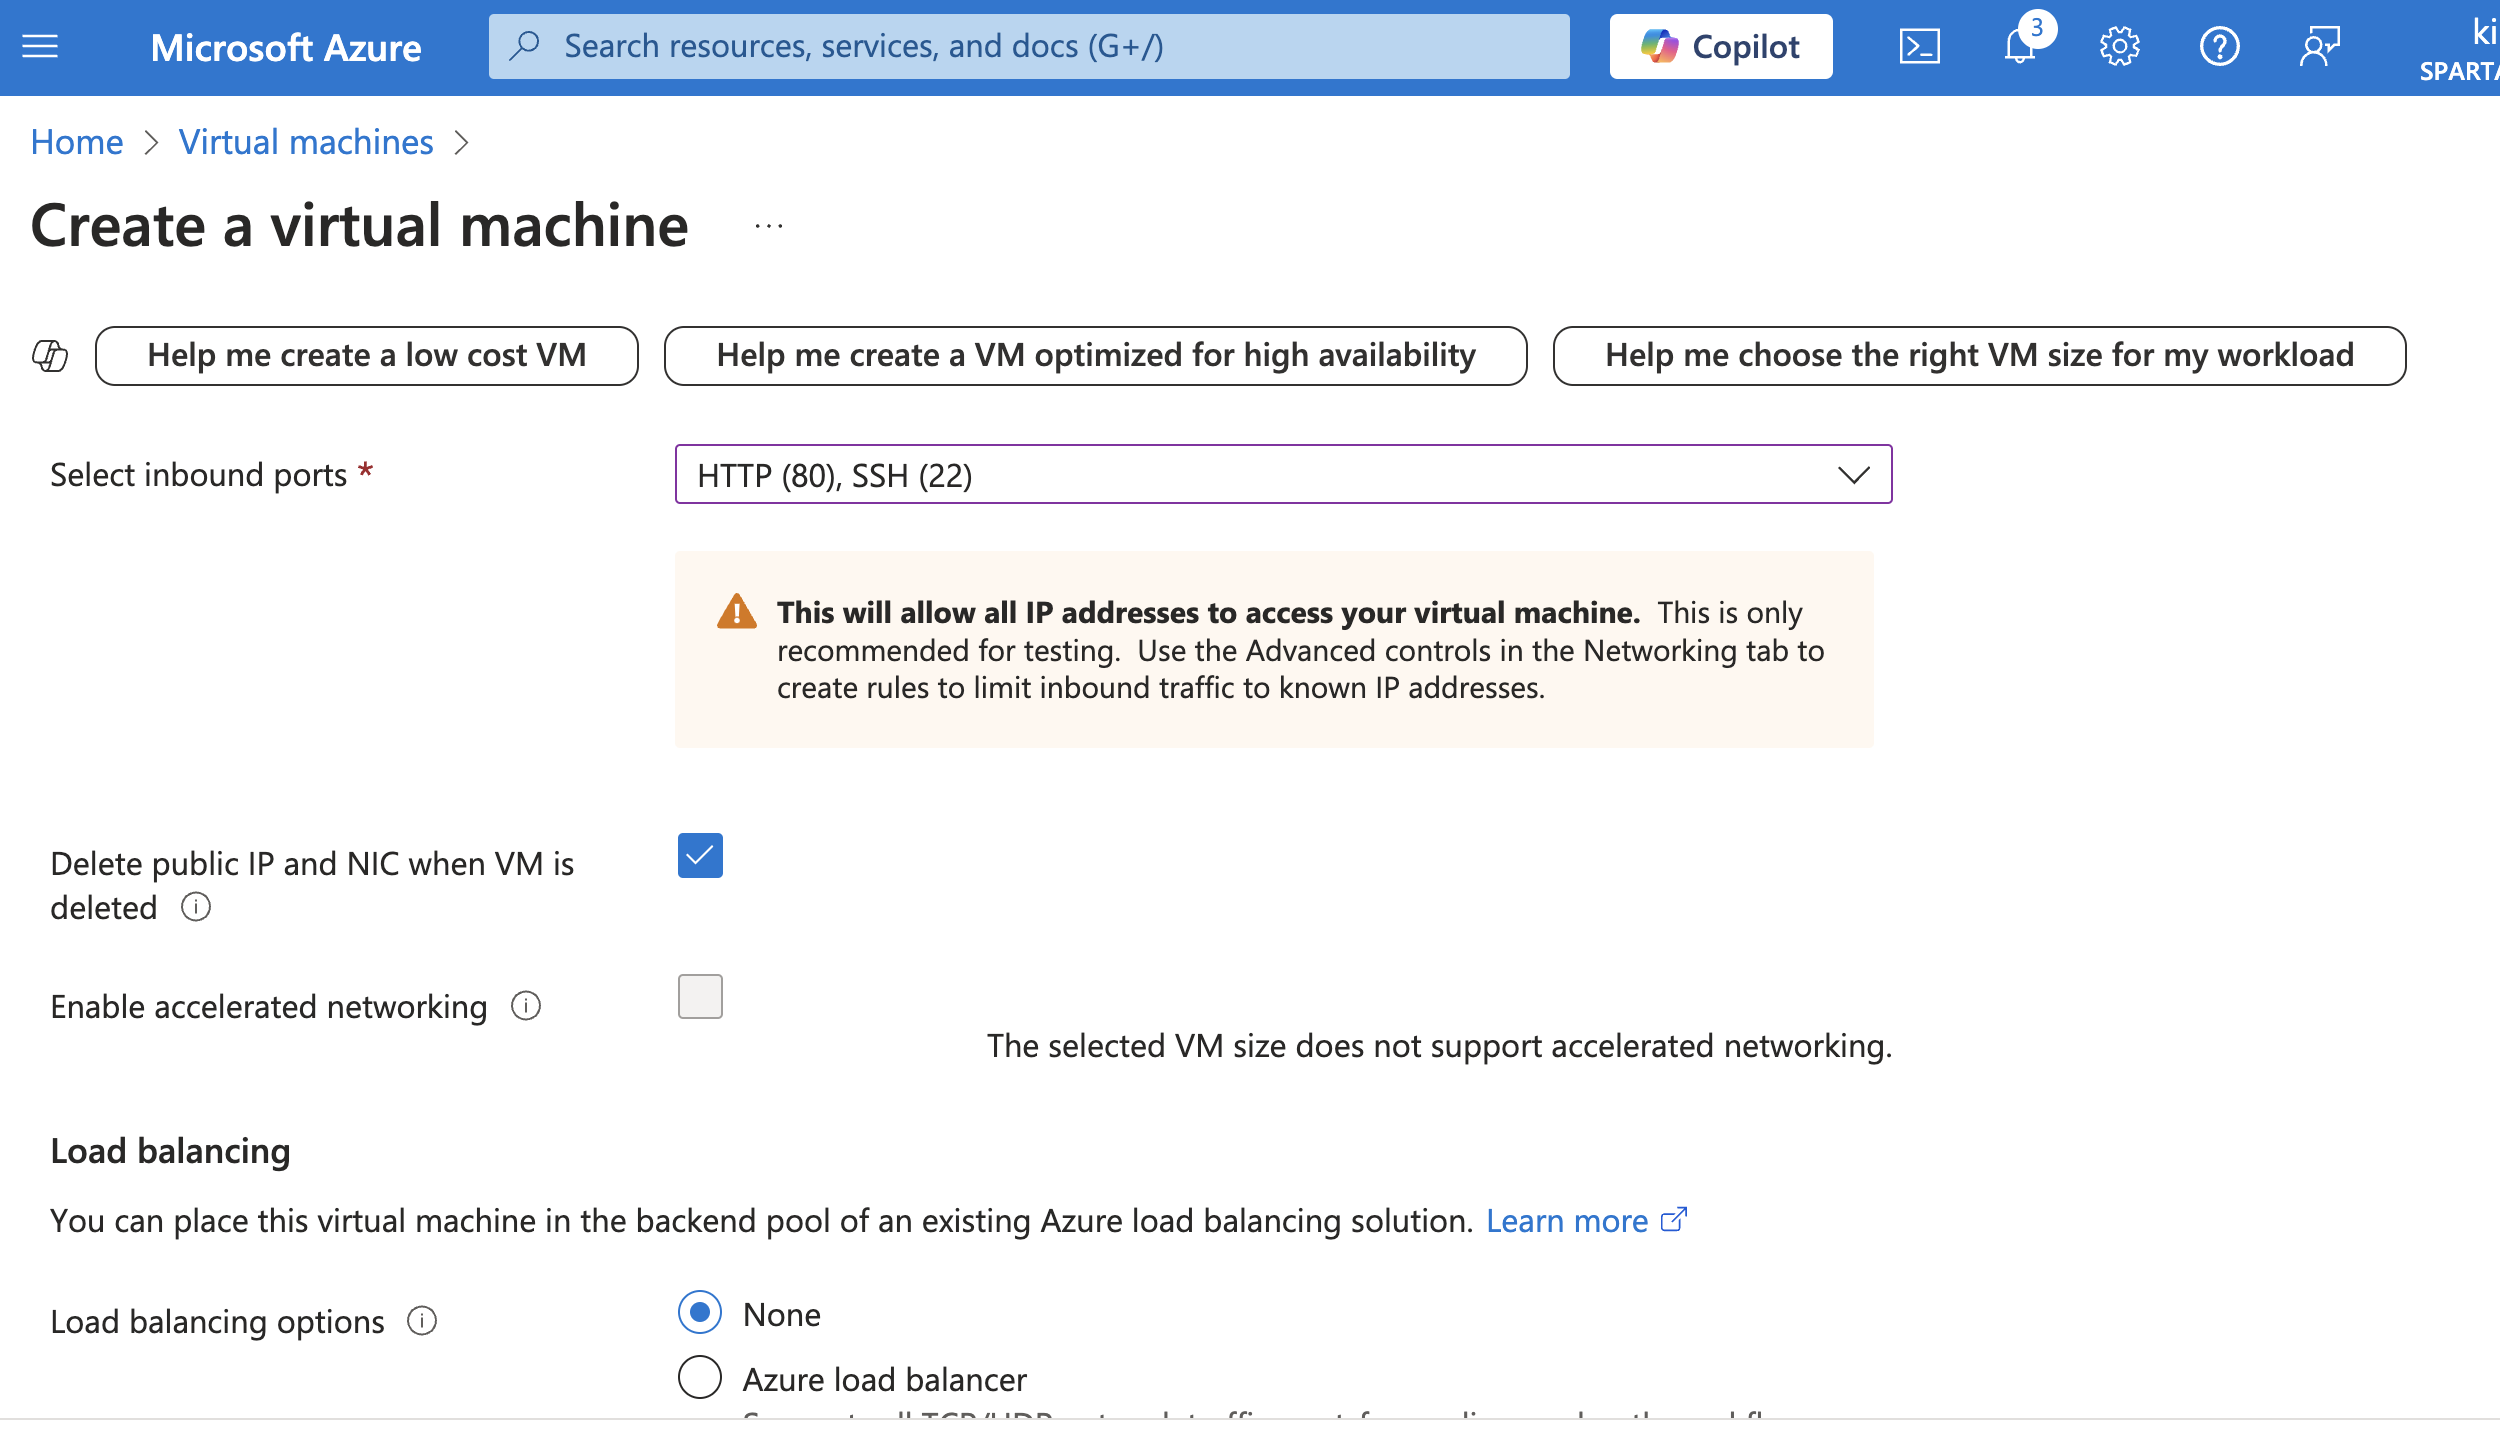 Microsoft Azure
Search resources, services, and docs (G+/)
Copilot
3
ki
SPARTA
Home > Virtual machines >
Create a virtual machine ...
Help me create a low cost VM
Help me create a VM optimized for high availability
Help me choose the right VM size for my workload
Select inbound ports *
HTTP (80), SSH (22)
This will allow all IP addresses to access your virtual machine. This is only
recommended for testing. Use the Advanced controls in the Networking tab to
create rules to limit inbound traffic to known IP addresses.
Delete public IP and NIC when VM is
deleted
Enable accelerated networking
The selected VM size does not support accelerated networking.
Load balancing
You can place this virtual machine in the backend pool of an existing Azure load balancing solution. Learn more
Load balancing options
None
Azure load balancer